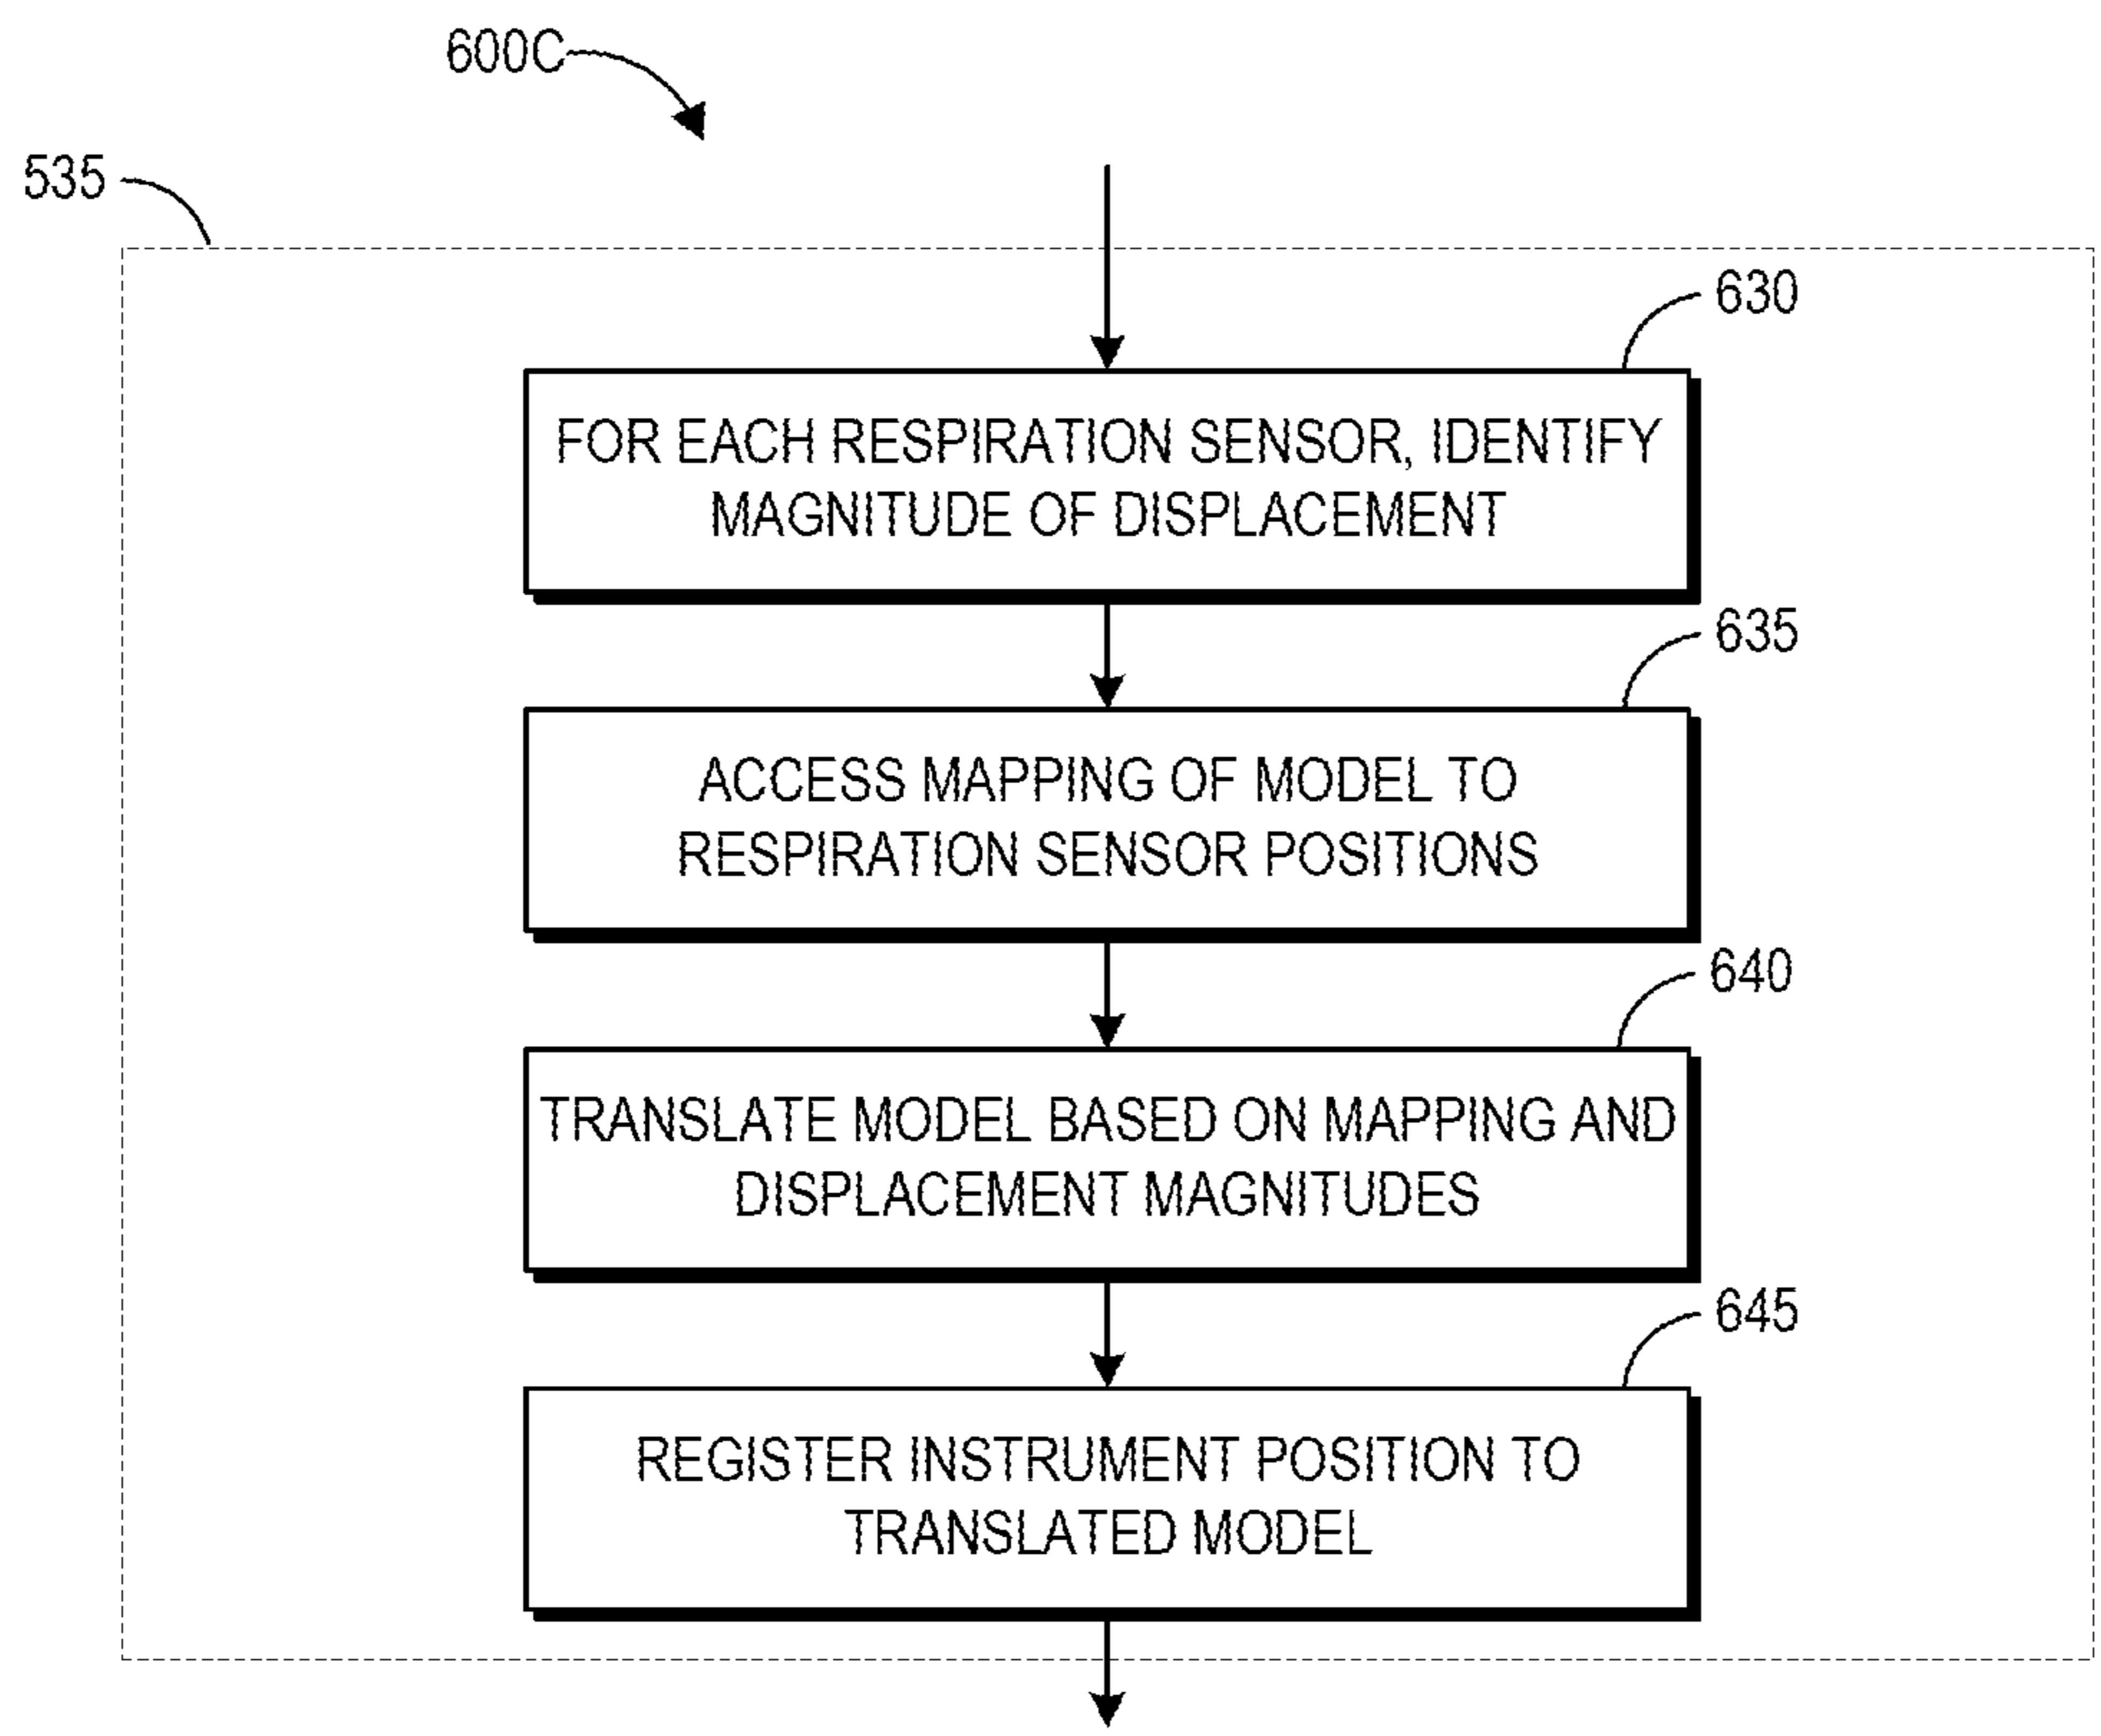 600C
535
630
FOR EACH RESPIRATION SENSOR, IDENTIFY
MAGNITUDE OF DISPLACEMENT
635
ACCESS MAPPING OF MODEL TO
RESPIRATION SENSOR POSITIONS
640
TRANSLATE MODEL BASED ON MAPPING AND
DISPLACEMENT MAGNITUDES
645
REGISTER INSTRUMENT POSITION TO
TRANSLATED MODEL